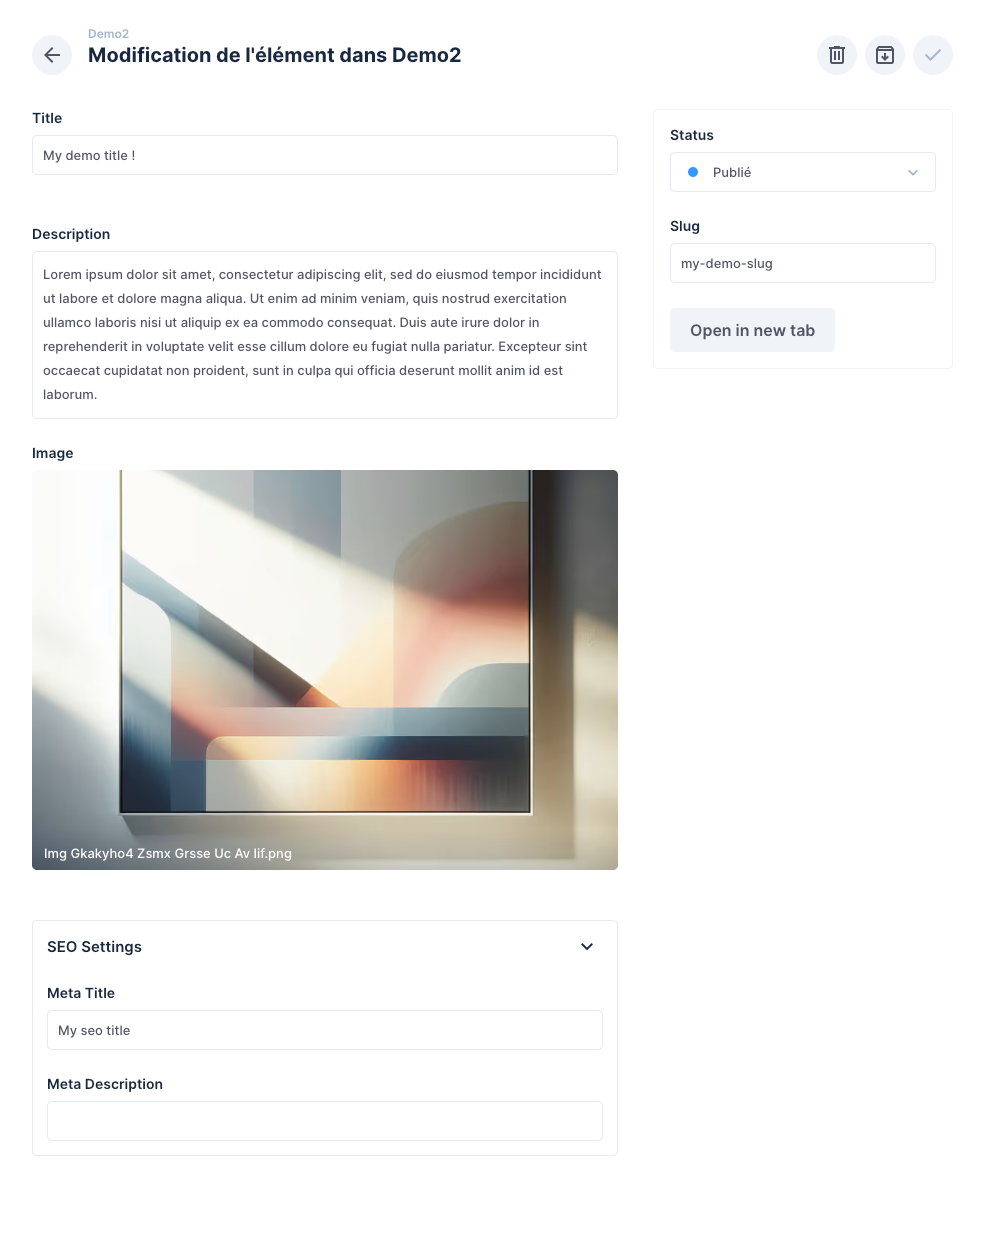 Demo2
Modification de l'élément dans Demo2
Title
My demo title !
Description
Lorem ipsum dolor sit amet, consectetur adipiscing elit, sed do eiusmod tempor incididunt
ut labore et dolore magna aliqua. Ut enim ad minim veniam, quis nostrud exercitation
ullamco laboris nisi ut aliquip ex ea commodo consequat. Duis aute irure dolor in
reprehenderit in voluptate velit esse cillum dolore eu fugiat nulla pariatur. Excepteur sint
occaecat cupidatat non proident, sunt in culpa qui officia deserunt mollit anim id est
laborum.
Image
Img Gkakyho4 Zsmx Grsse Uc Av Iif.png
SEO Settings
Meta Title
My seo title
Meta Description
Status
Publié
Slug
my-demo-slug
Open in new tab